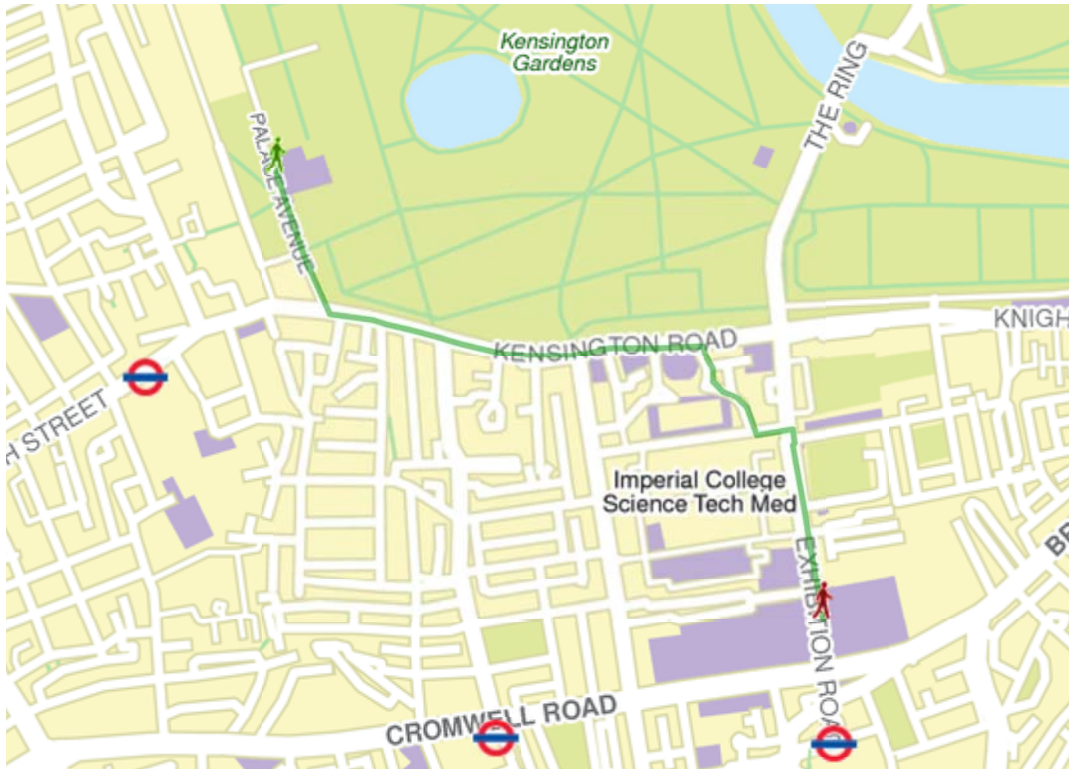 Kensington
Gardens
THE RING
PALACE AVENUE
KENSINGTON ROAD
KNIGH
H STREET
Imperial College
Science Tech Med
EXHIBITION ROAD
BR
CROMWELL ROAD